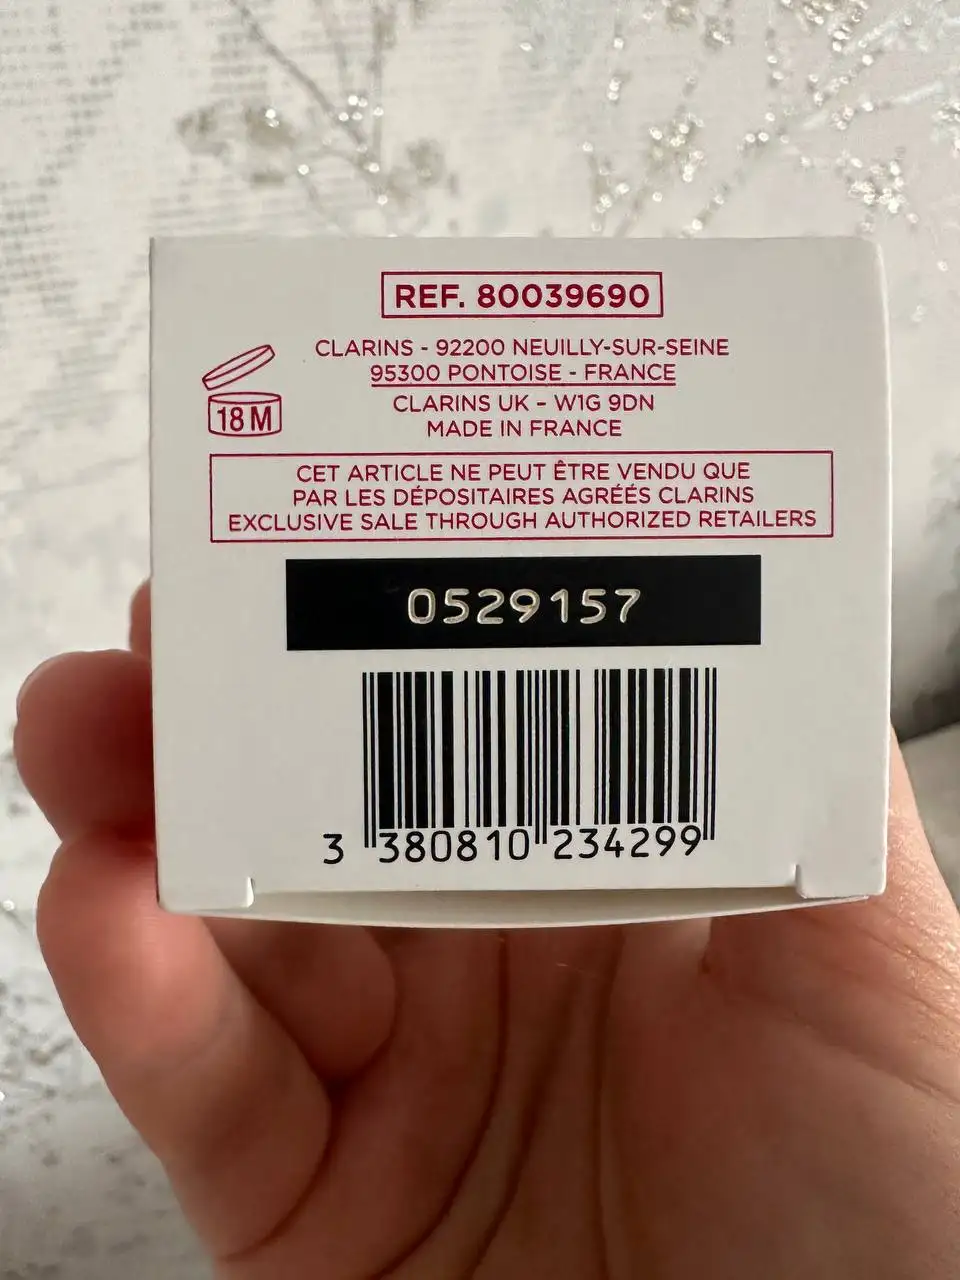 REF. 80039690
CLARINS - 92200 NEUILLY-SUR-SEINE
95300 PONTOISE - FRANCE
CLARINS UK - W1G 9DN
MADE IN FRANCE
18 M
CET ARTICLE NE PEUT ÊTRE VENDU QUE
PAR LES DÉPOSITAIRES AGRÉÉS CLARINS
EXCLUSIVE SALE THROUGH AUTHORIZED RETAILERS
0529157
3 380810 234299